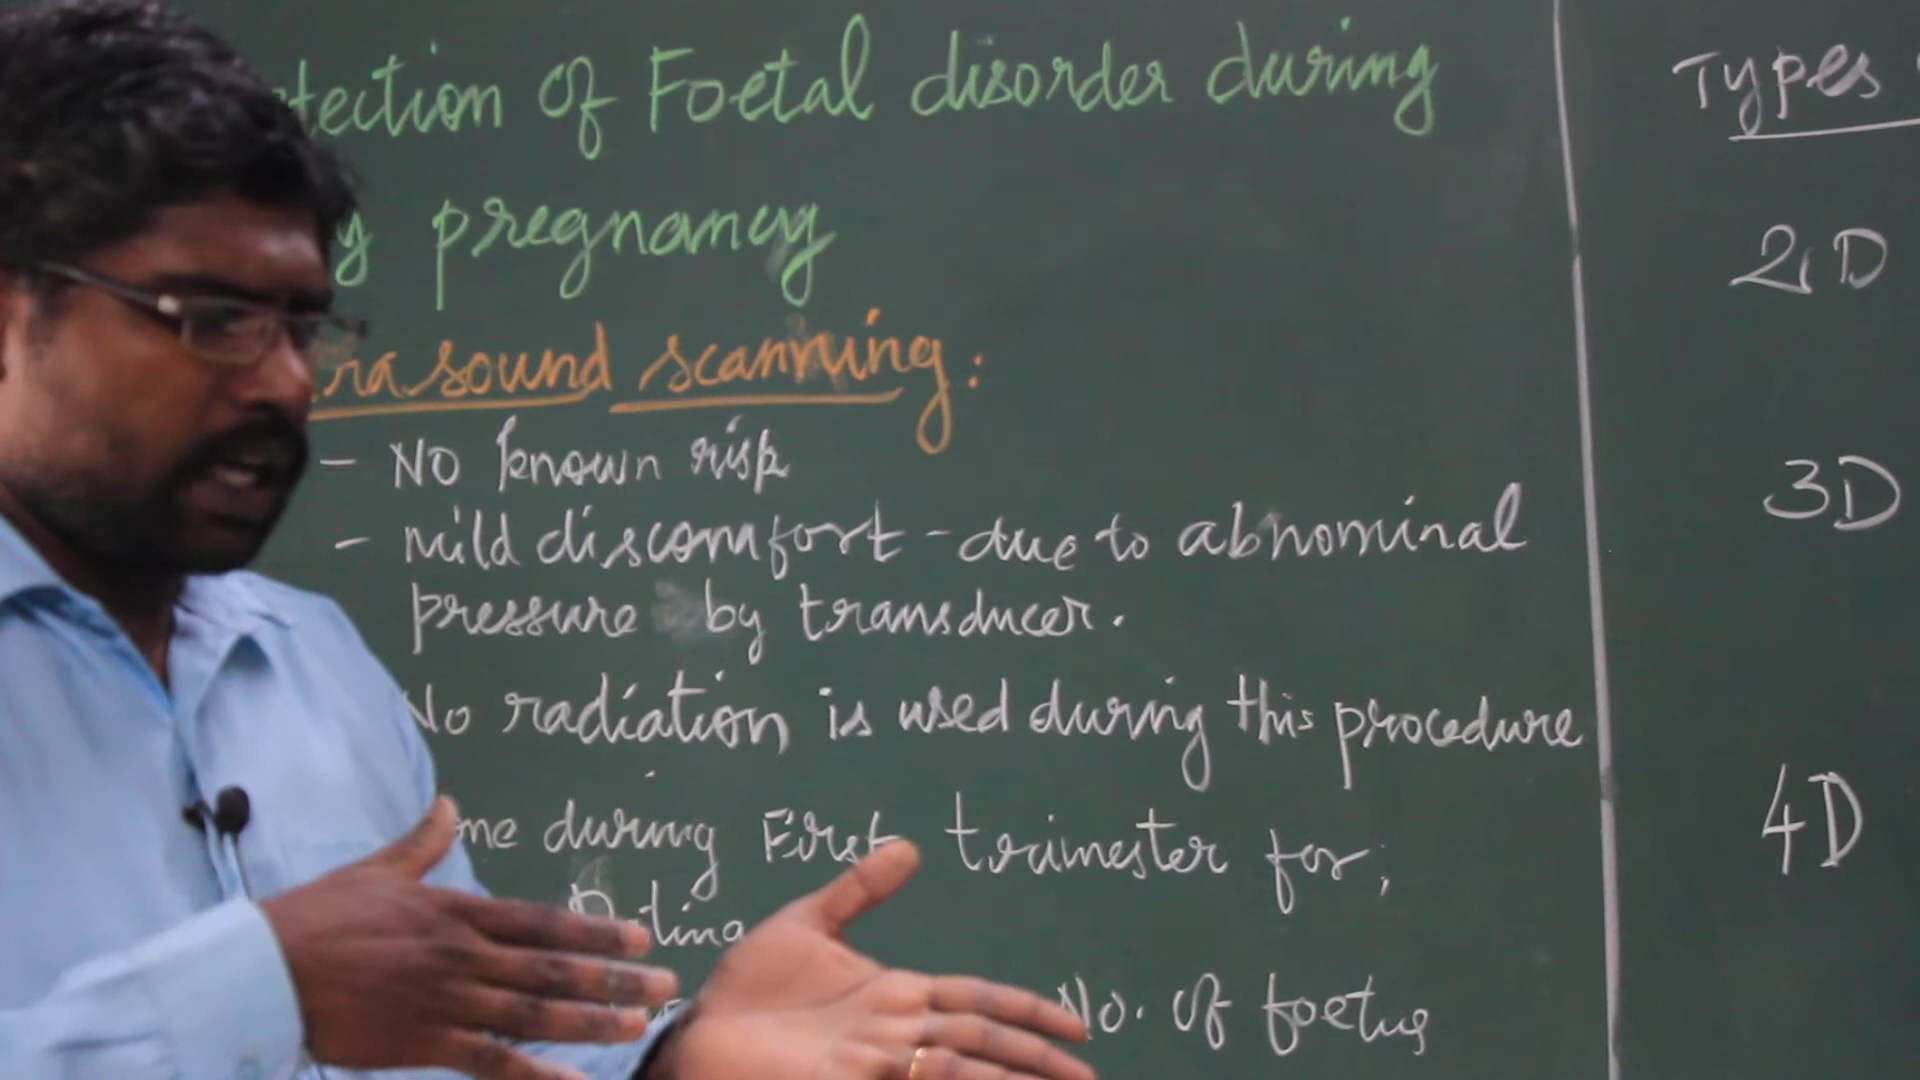 tection of Foetal disorder during
y pregnancy
rasound scanning:
- No known risk
- mild discomfort - due to abnominal
pressure by transducer.
No radiation is used during this procedure
me during First trimester for;
No. of foetus
Types
2D
3D
4D